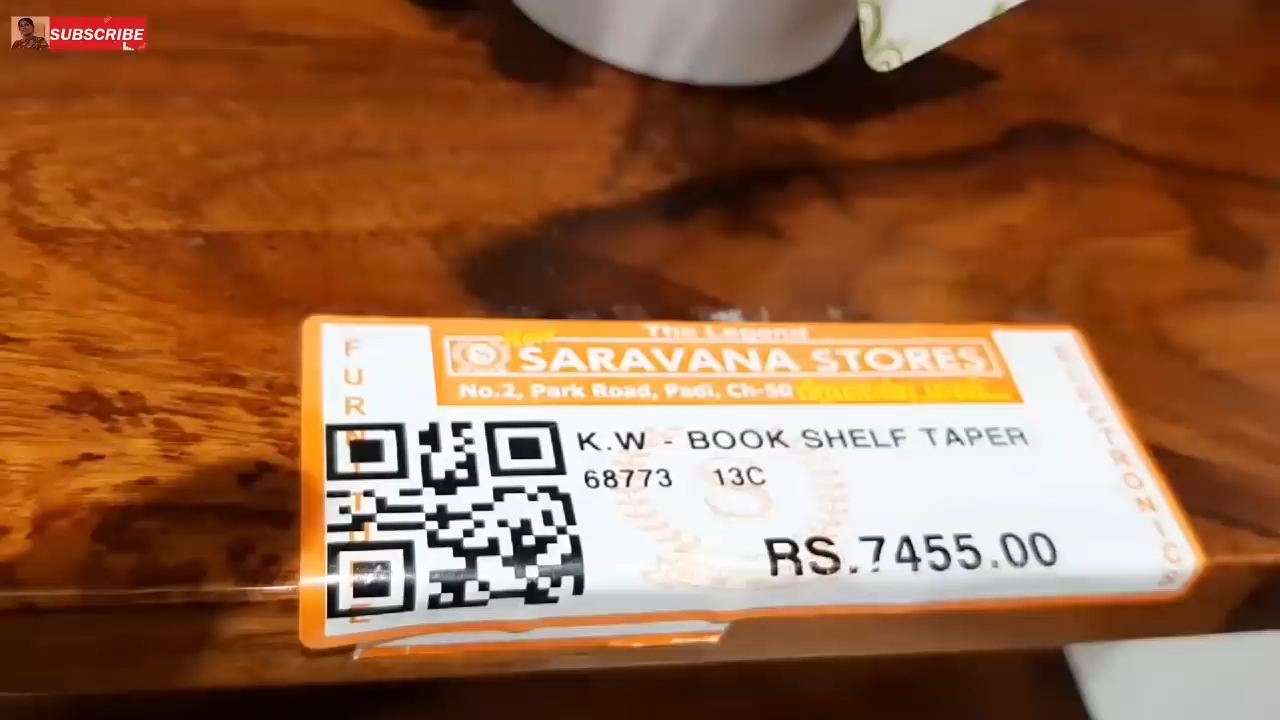 SUBSCRIBE
The Legend
New
SARAVANA STORES
No.2, Park Road, Padi, Ch-50
FURNITURE
K.W - BOOK SHELF TAPER
68773 13C
RS.7455.00